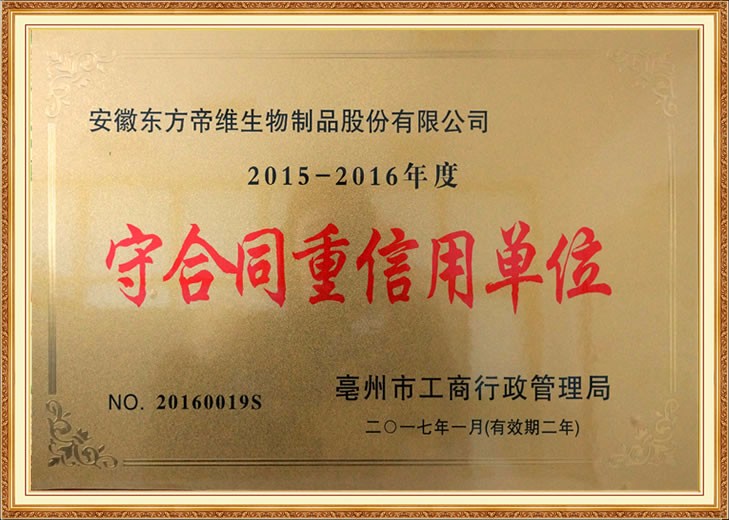 安徽东方帝维生物制品股份有限公司
2015-2016年度
守合同重信用单位
NO. 20160019S
亳州市工商行政管理局
二〇一七年一月(有效期二年)